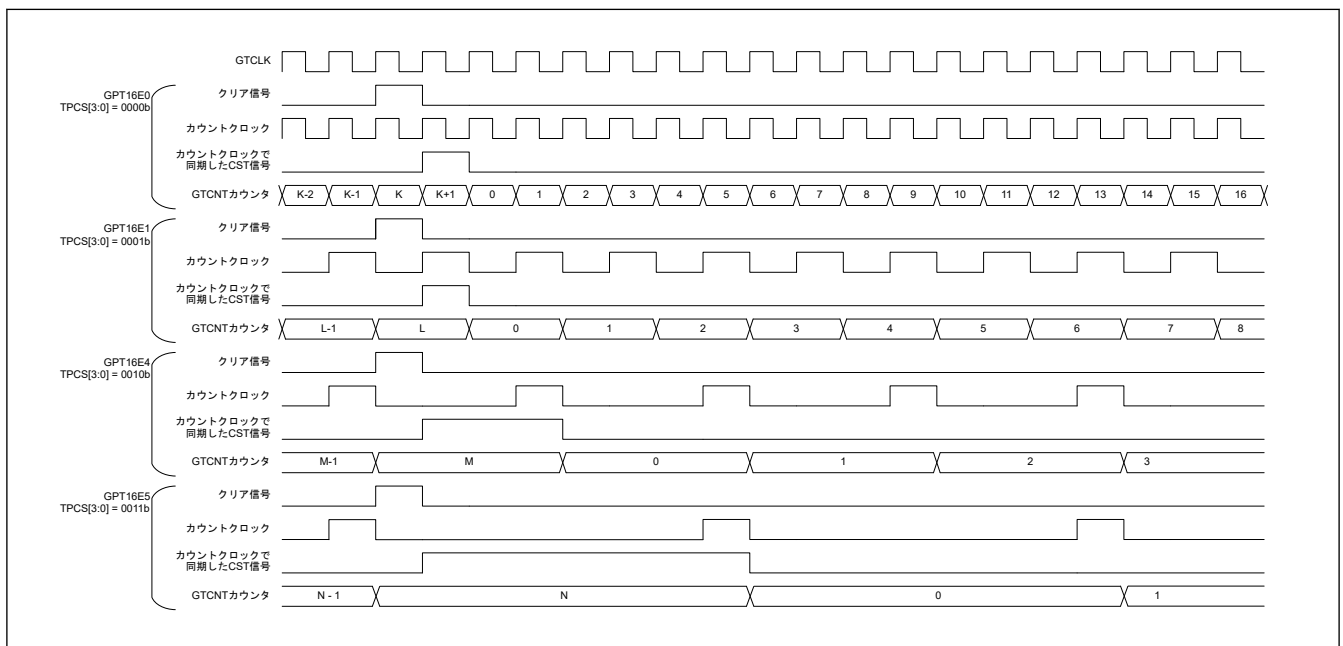 GTCLK
GPT16E0
TPCS[3:0] = 0000b
クリア信号
カウントクロック
カウントクロックで
同期したCST信号
GTCNTカウンタ K-2 K-1 K K+1 0 1 2 3 4 5 6 7 8 9 10 11 12 13 14 15 16
GPT16E1
TPCS[3:0] = 0001b
クリア信号
カウントクロック
カウントクロックで
同期したCST信号
GTCNTカウンタ L-1 L 0 1 2 3 4 5 6 7 8
GPT16E4
TPCS[3:0] = 0010b
クリア信号
カウントクロック
カウントクロックで
同期したCST信号
GTCNTカウンタ M-1 M 0 1 2 3
GPT16E5
TPCS[3:0] = 0011b
クリア信号
カウントクロック
カウントクロックで
同期したCST信号
GTCNTカウンタ N - 1 N 0 1